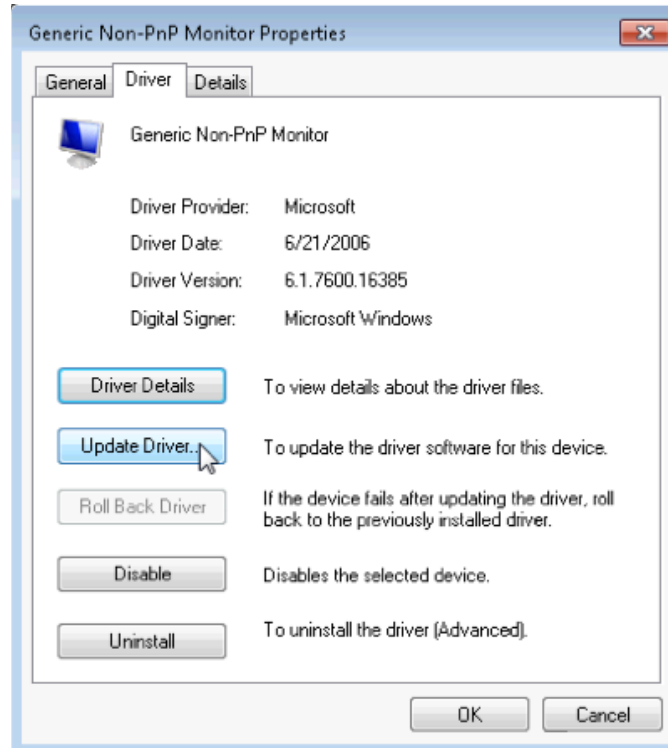 Generic Non-PnP Monitor Properties
General Driver Details
Generic Non-PnP Monitor
Driver Provider: Microsoft
Driver Date: 6/21/2006
Driver Version: 6.1.7600.16385
Digital Signer: Microsoft Windows
Driver Details To view details about the driver files.
Update Driver... To update the driver software for this device.
Roll Back Driver If the device fails after updating the driver, roll
back to the previously installed driver.
Disable Disables the selected device.
Uninstall To uninstall the driver (Advanced).
OK Cancel